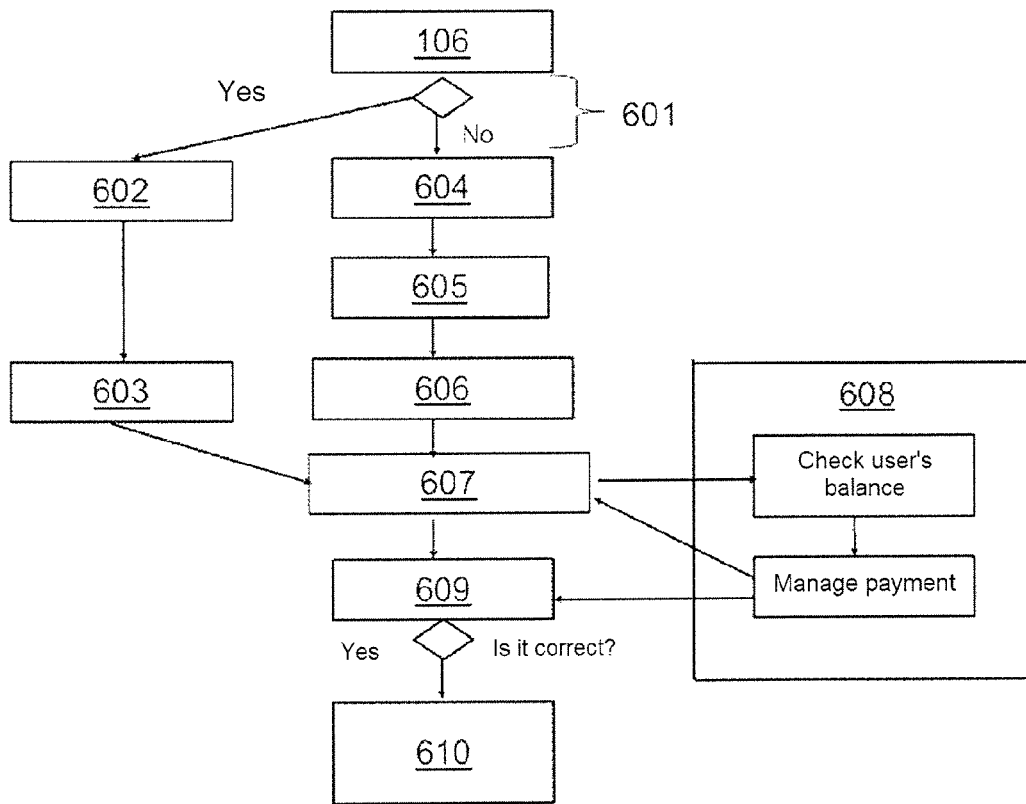 106
Yes
601
No
602
604
605
603
606
608
Check user's
balance
607
Manage payment
609
Yes
Is it correct?
610